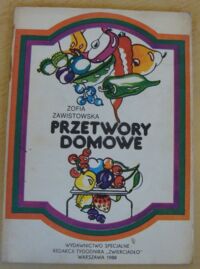 ZOFIA
ZAWISTOWSKA
PRZETWORY
DOMOWE
WYDAWNICTWO SPECJALNE
REDAKCJI TYGODNIKA „ZWIERCIADŁO”
WARSZAWA 1988